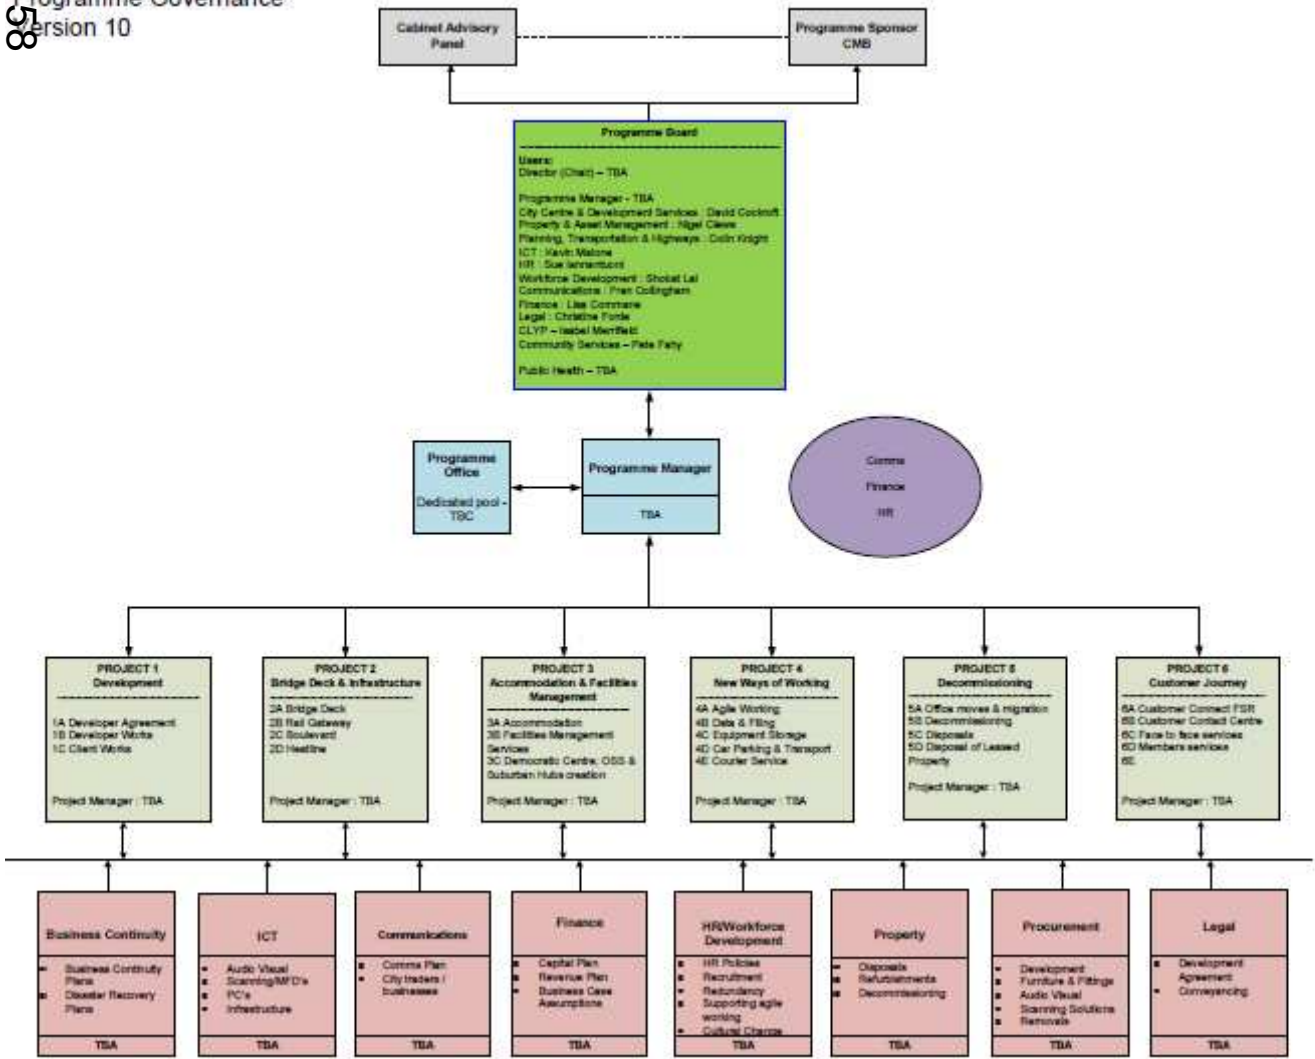 Programme Governance
58
Version 10
Cabinet Advisory
Panel
Programme Sponsor
CMB
Programme Board
Users:
Director (Chair) – TBA
Programme Manager - TBA
City Centre & Development Services : David Cockroft
Property & Asset Management : Nigel Clews
Planning, Transportation & Highways : Colin Knight
ICT : Kevin Malone
HR : Sue Iannantuoni
Workforce Development : Shokat Lal
Communications : Fran Collingham
Finance : Lisa Commane
Legal : Christine Forde
CLYP – Isabel Merrifield
Community Services – Pete Fahy
Public Health – TBA
Programme
Office
Dedicated pool -
TBC
Programme Manager
TBA
Comms
Finance
HR
PROJECT 1
Development
1A Developer Agreement
1B Developer Works
1C Client Works
Project Manager : TBA
PROJECT 2
Bridge Deck & Infrastructure
2A Bridge Deck
2B Rail Gateway
2C Boulevard
2D Heatline
Project Manager : TBA
PROJECT 3
Accommodation & Facilities
Management
3A Accommodation
3B Facilities Management
Services
3C Democratic Centre, OSS &
Suburban Hubs creation
Project Manager : TBA
PROJECT 4
New Ways of Working
4A Agile Working
4B Data & Filing
4C Equipment Storage
4D Car Parking & Transport
4E Courier Service
Project Manager : TBA
PROJECT 5
Decommissioning
5A Office moves & migration
5B Decommissioning
5C Disposals
5D Disposal of Leased
Property
Project Manager : TBA
PROJECT 6
Customer Journey
6A Customer Connect FSR
6B Customer Contact Centre
6C Face to face services
6D Members services
6E
Project Manager : TBA
Business Continuity
Business Continuity
Plans
Disaster Recovery
Plans
TBA
ICT
Audio Visual
Scanning/MFD's
PC's
Infrastructure
TBA
Communications
Comms Plan
City traders /
businesses
TBA
Finance
Capital Plan
Revenue Plan
Business Case
Assumptions
TBA
HR/Workforce
Development
HR Policies
Recruitment
Redundancy
Supporting agile
working
Cultural Change
TBA
Property
Disposals
Refurbishments
Decommissioning
TBA
Procurement
Development
Furniture & Fittings
Audio Visual
Scanning Solutions
Removals
TBA
Legal
Development
Agreement
Conveyancing
TBA